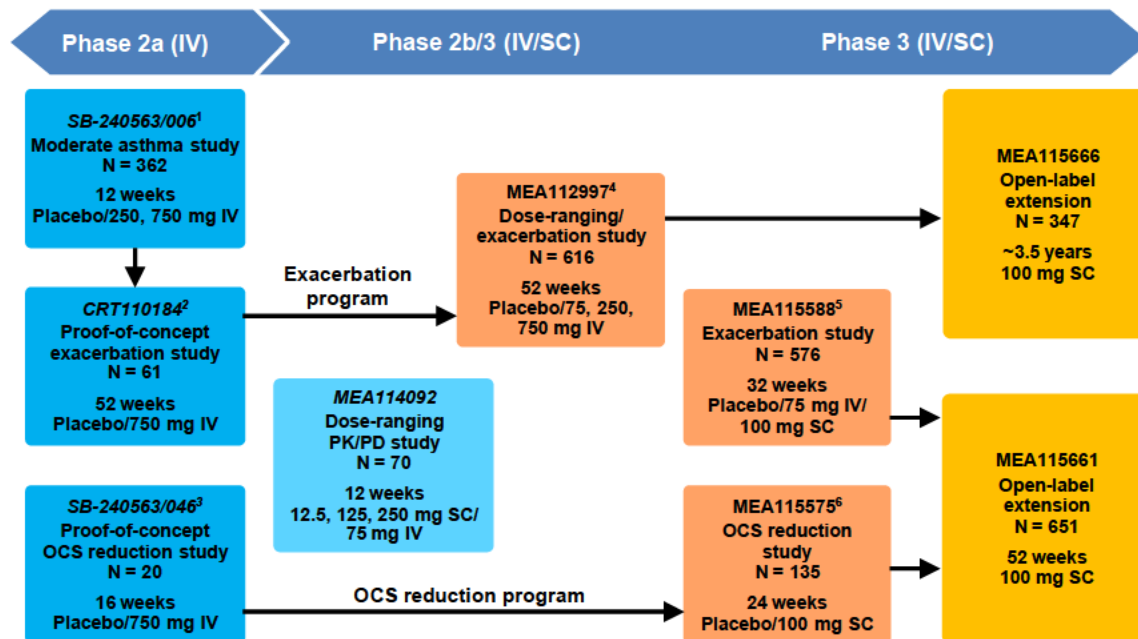 Phase 2a (IV)
Phase 2b/3 (IV/SC)
Phase 3 (IV/SC)
SB-240563/006¹
Moderate asthma study
N = 362
12 weeks
Placebo/250, 750 mg IV
CRT110184²
Proof-of-concept
exacerbation study
N = 61
52 weeks
Placebo/750 mg IV
SB-240563/046³
Proof-of-concept
OCS reduction study
N = 20
16 weeks
Placebo/750 mg IV
Exacerbation
program
MEA114092
Dose-ranging
PK/PD study
N = 70
12 weeks
12.5, 125, 250 mg SC/
75 mg IV
OCS reduction program
MEA112997⁴
Dose-ranging/
exacerbation study
N = 616
52 weeks
Placebo/75, 250,
750 mg IV
MEA115588⁵
Exacerbation study
N = 576
32 weeks
Placebo/75 mg IV/
100 mg SC
MEA115575⁶
OCS reduction
study
N = 135
24 weeks
Placebo/100 mg SC
MEA115666
Open-label
extension
N = 347
~3.5 years
100 mg SC
MEA115661
Open-label
extension
N = 651
52 weeks
100 mg SC